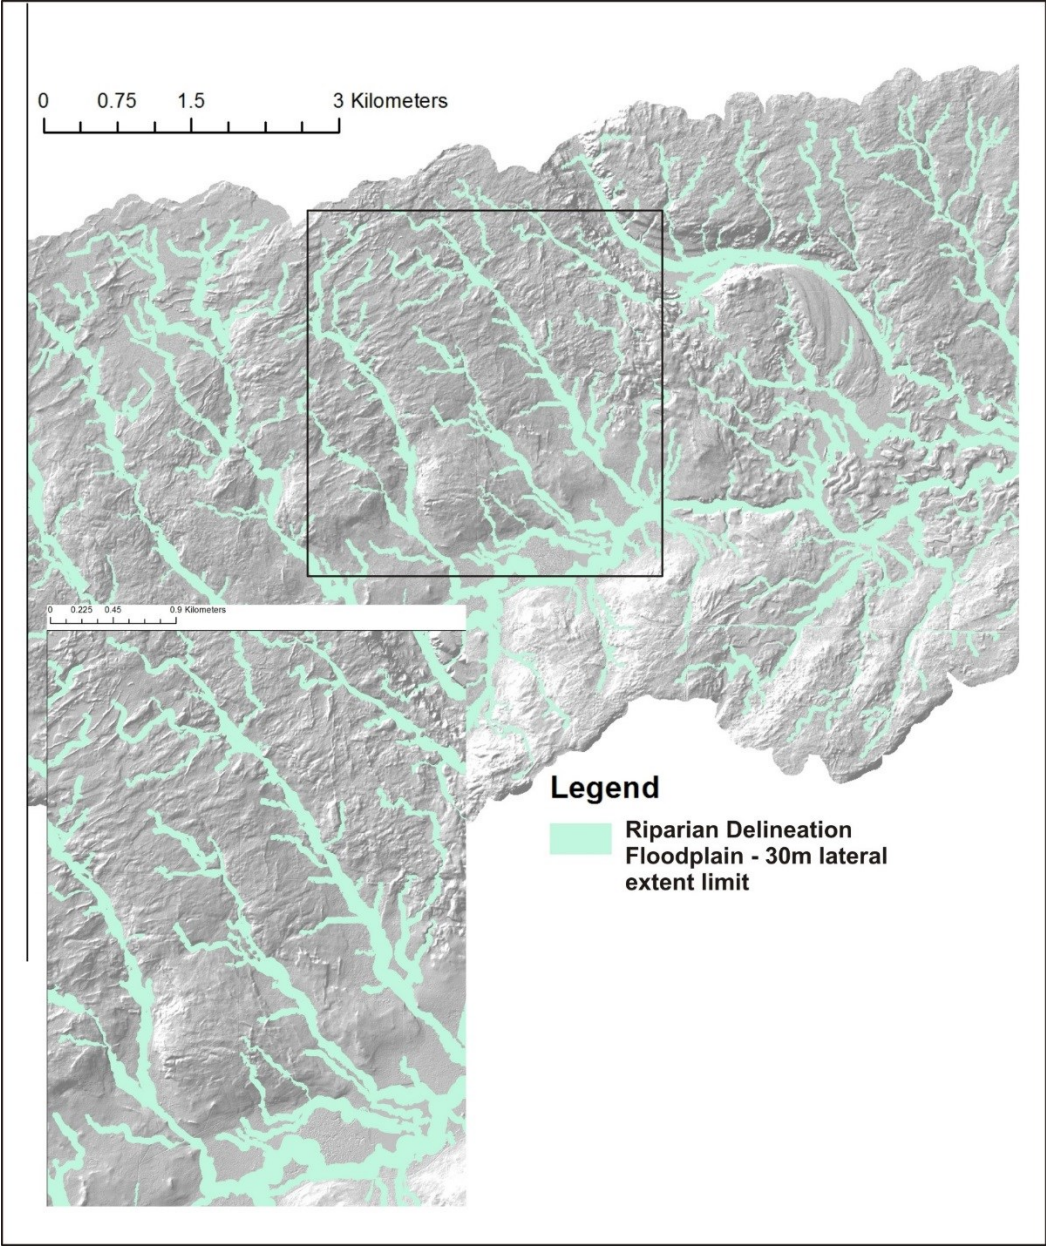 0 0.75 1.5 3 Kilometers
0 0.225 0.45 0.9 Kilometers
Legend
Riparian Delineation
Floodplain - 30m lateral
extent limit